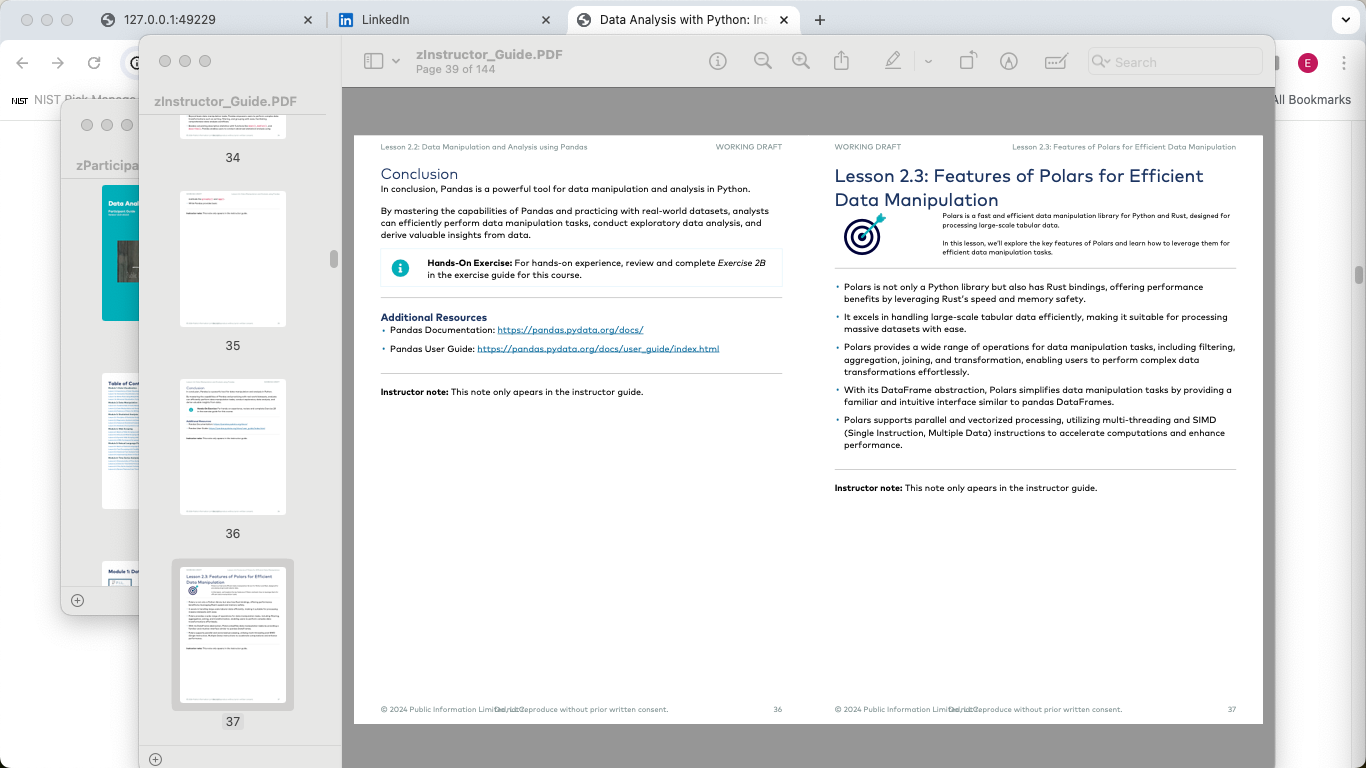 127.0.0.1:49229
LinkedIn
Data Analysis with Python: Ins
NIST
All Bookmarks
E
zParticipa
Data Anal
Table of Cont
Module 1: Dat
zInstructor_Guide.PDF
34
35
36
37
zInstructor_Guide.PDF
Page 39 of 144
Search
Lesson 2.2: Data Manipulation and Analysis using Pandas
WORKING DRAFT
Conclusion
In conclusion, Pandas is a powerful tool for data manipulation and analysis in Python.
By mastering the capabilities of Pandas and practicing with real-world datasets, analysts
can efficiently perform data manipulation tasks, conduct exploratory data analysis, and
derive valuable insights from data.
Hands-On Exercise: For hands-on experience, review and complete Exercise 2B
in the exercise guide for this course.
Additional Resources
• Pandas Documentation: https://pandas.pydata.org/docs/
• Pandas User Guide: https://pandas.pydata.org/docs/user_guide/index.html
Instructor note: This note only apears in the instructor guide.
© 2024 Public Information Limited, LLC. Do not reproduce without prior written consent.
36
WORKING DRAFT
Lesson 2.3: Features of Polars for Efficient Data Manipulation
Lesson 2.3: Features of Polars for Efficient
Data Manipulation
Polars is a fast and efficient data manipulation library for Python and Rust, designed for
processing large-scale tabular data.
In this lesson, we'll explore the key features of Polars and learn how to leverage them for
efficient data manipulation tasks.
• Polars is not only a Python library but also has Rust bindings, offering performance
benefits by leveraging Rust's speed and memory safety.
• It excels in handling large-scale tabular data efficiently, making it suitable for processing
massive datasets with ease.
• Polars provides a wide range of operations for data manipulation tasks, including filtering,
aggregation, joining, and transformation, enabling users to perform complex data
transformations effortlessly.
• With its DataFrame abstraction, Polars simplifies data manipulation tasks by providing a
familiar and intuitive interface similar to pandas DataFrames.
• Polars supports parallel and vectorized processing, utilizing multi-threading and SIMD
(Single Instruction, Multiple Data) instructions to accelerate computations and enhance
performance.
Instructor note: This note only apears in the instructor guide.
© 2024 Public Information Limited, LLC. Do not reproduce without prior written consent.
37